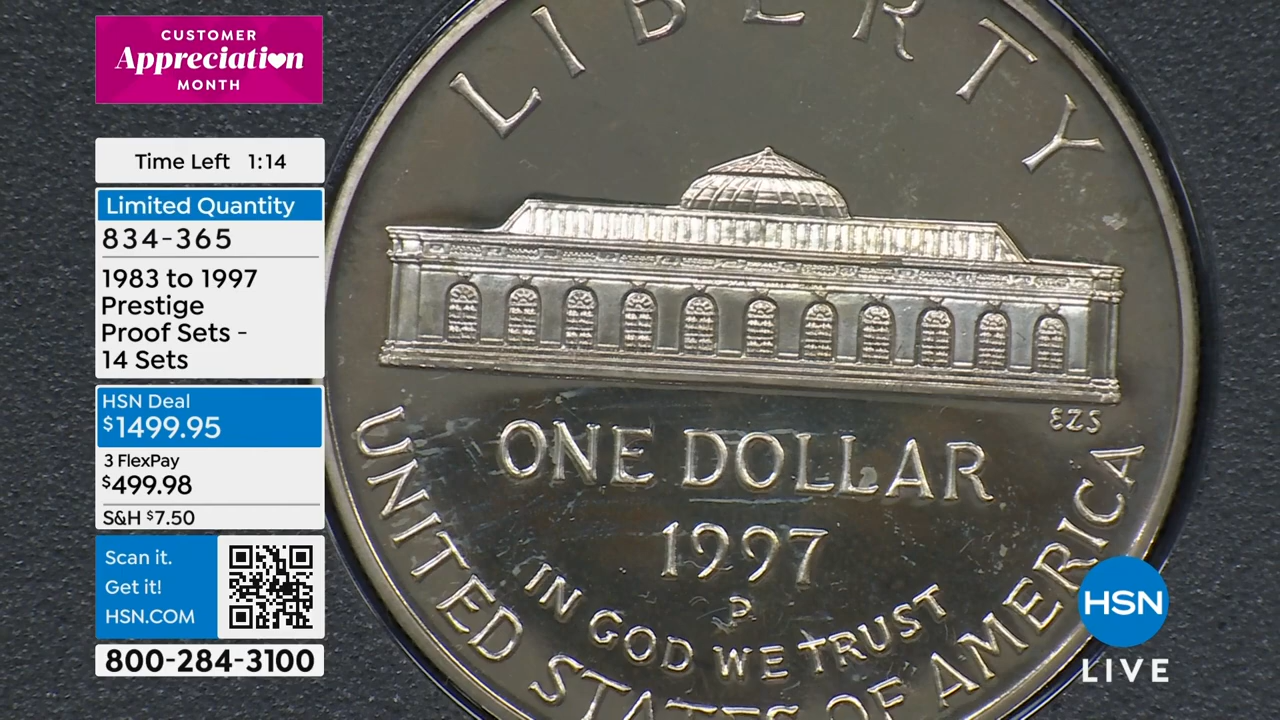 CUSTOMER
Appreciation
MONTH
Time Left 1:14
Limited Quantity
834-365
1983 to 1997
Prestige
Proof Sets -
14 Sets
HSN Deal
$1499.95
3 FlexPay
$499.98
S&H $7.50
Scan it.
Get it!
HSN.COM
800-284-3100
LIBERTY
EZS
ONE DOLLAR
1997
P
IN GOD WE TRUST
UNITED STATES OF AMERICA
HSN
LIVE